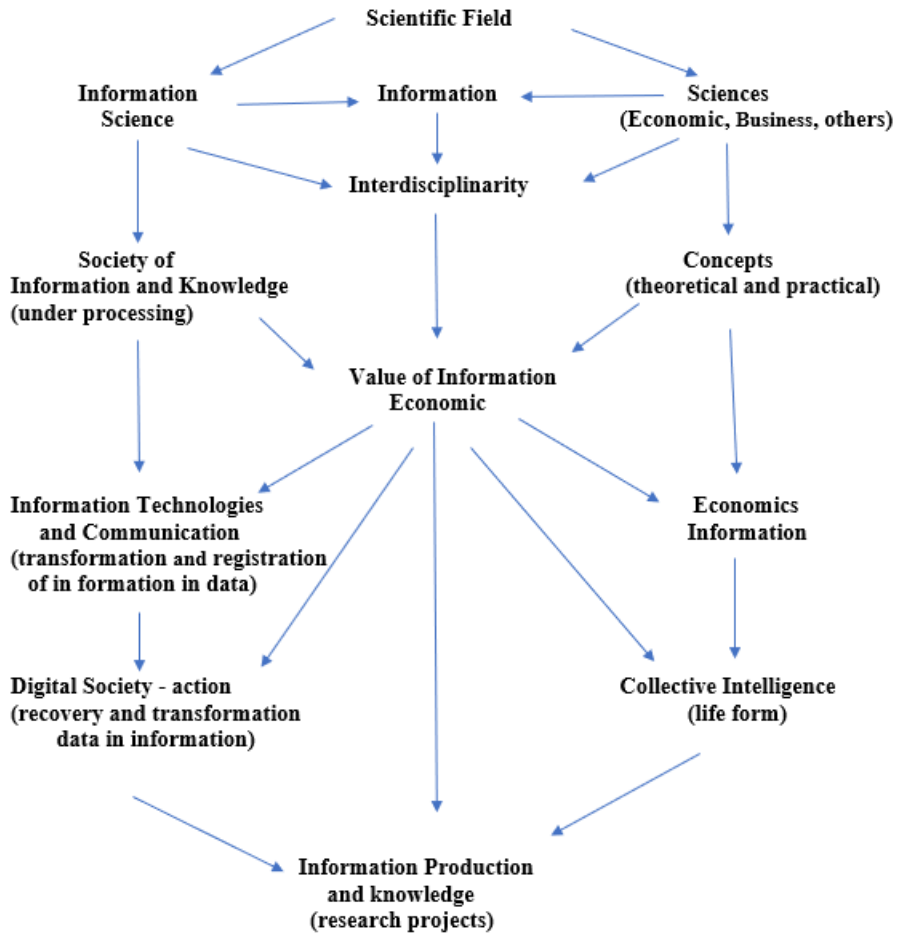 Scientific Field
Information
Science
Information
Sciences
(Economic, Business, others)
Interdisciplinarity
Society of
Information and Knowledge
(under processing)
Concepts
(theoretical and practical)
Value of Information
Economic
Information Technologies
and Communication
(transformation and registration
of in formation in data)
Economics
Information
Digital Society - action
(recovery and transformation
data in information)
Collective Intelligence
(life form)
Information Production
and knowledge
(research projects)